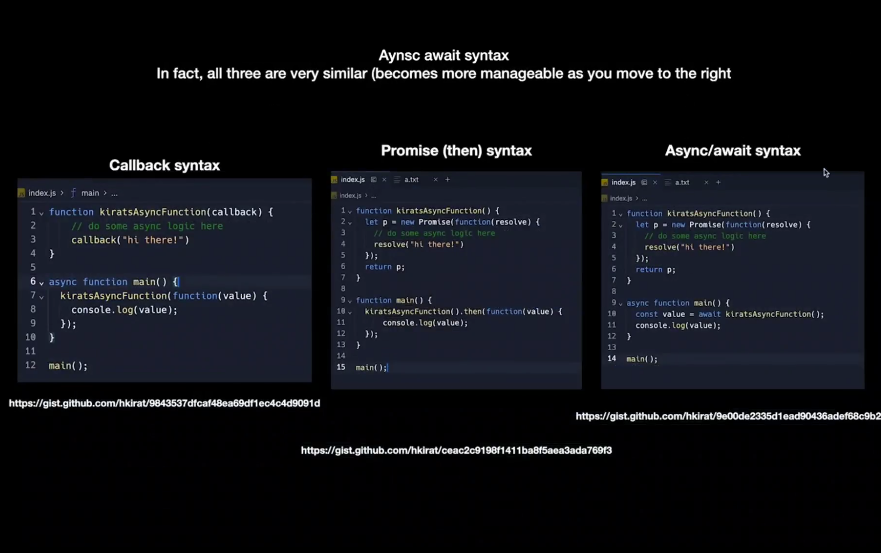 Aynsc await syntax
In fact, all three are very similar (becomes more manageable as you move to the right
Callback syntax
index.js > main > ...
1 function kiratsAsyncFunction(callback) {
2 // do some async logic here
3 callback("hi there!")
4 }
5
6 async function main() {
7 kiratsAsyncFunction(function(value) {
8 console.log(value);
9 });
10 }
11
12 main();
https://gist.github.com/hkirat/9843537dfcaf48ea69df1ec4c4d9091d
Promise (then) syntax
index.js a.txt
index.js > ...
1 function kiratsAsyncFunction() {
2 let p = new Promise(function(resolve) {
3 // do some async logic here
4 resolve("hi there!")
5 });
6 return p;
7 }
8
9 function main() {
10 kiratsAsyncFunction().then(function(value) {
11 console.log(value);
12 });
13 }
14
15 main();
https://gist.github.com/hkirat/ceac2c9198f1411ba8f5aea3ada769f3
Async/await syntax
index.js a.txt
index.js > ...
1 function kiratsAsyncFunction() {
2 let p = new Promise(function(resolve) {
3 // do some async logic here
4 resolve("hi there!")
5 });
6 return p;
7 }
8
9 async function main() {
10 const value = await kiratsAsyncFunction();
11 console.log(value);
12 }
13
14 main();
https://gist.github.com/hkirat/9e00de2335d1ead90436adef68c9b2